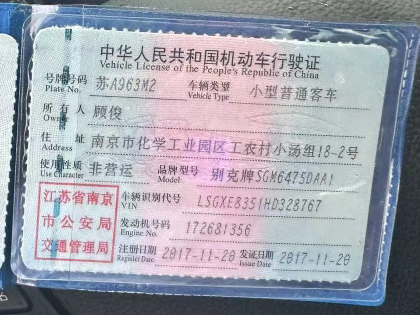 中华人民共和国机动车行驶证
Vehicle License of the People's Republic of China
号牌号码 苏A963M2 车辆类型 小型普通客车
Plate No. Vehicle Type
所有人 顾俊
Owner
住址 南京市化学工业园区工农村小汤组18-2号
Address
使用性质 非营运 品牌型号 别克牌SGM6475DAA1
Use Character Model
江苏省南京
市公安局
交通管理局
车辆识别代号 LSGXE8351HD328767
VIN
发动机号码 172681356
Engine No.
注册日期 2017-11-20 发证日期 2017-11-20
Register Date Issue Date